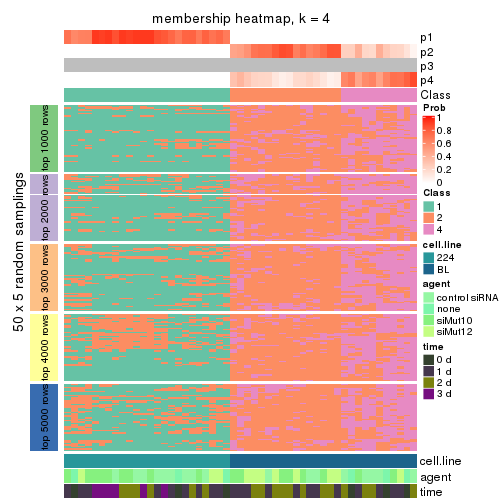 membership heatmap, k = 4
p1
p2
p3
p4
Class
50 x 5 random samplings
top 1000 rows
top 2000 rows
top 3000 rows
top 4000 rows
top 5000 rows
cell.line
agent
time
Prob
1
0.8
0.6
0.4
0.2
0
Class
1
2
4
cell.line
224
BL
agent
control siRNA
none
siMut10
siMut12
time
0 d
1 d
2 d
3 d